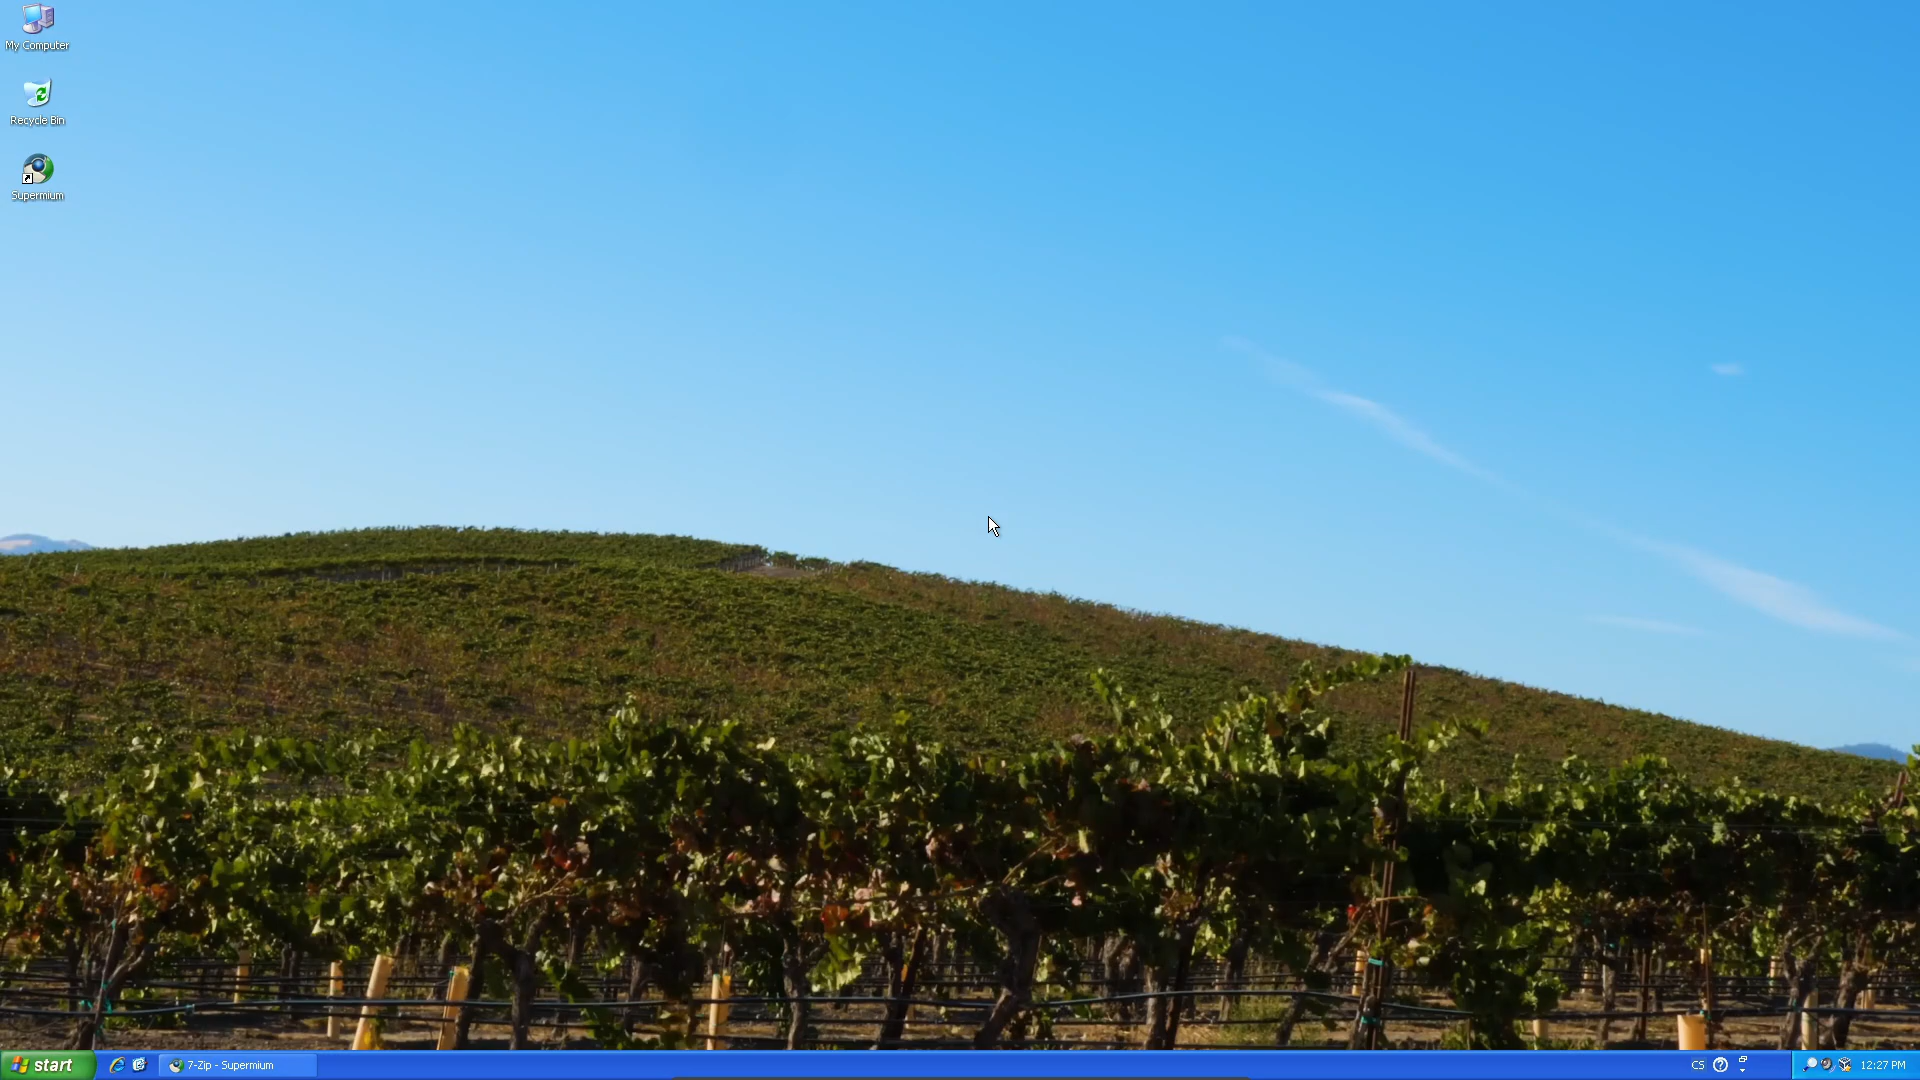 My Computer
Recycle Bin
Supermium
start
7-Zip - Supermium
CS
12:27 PM